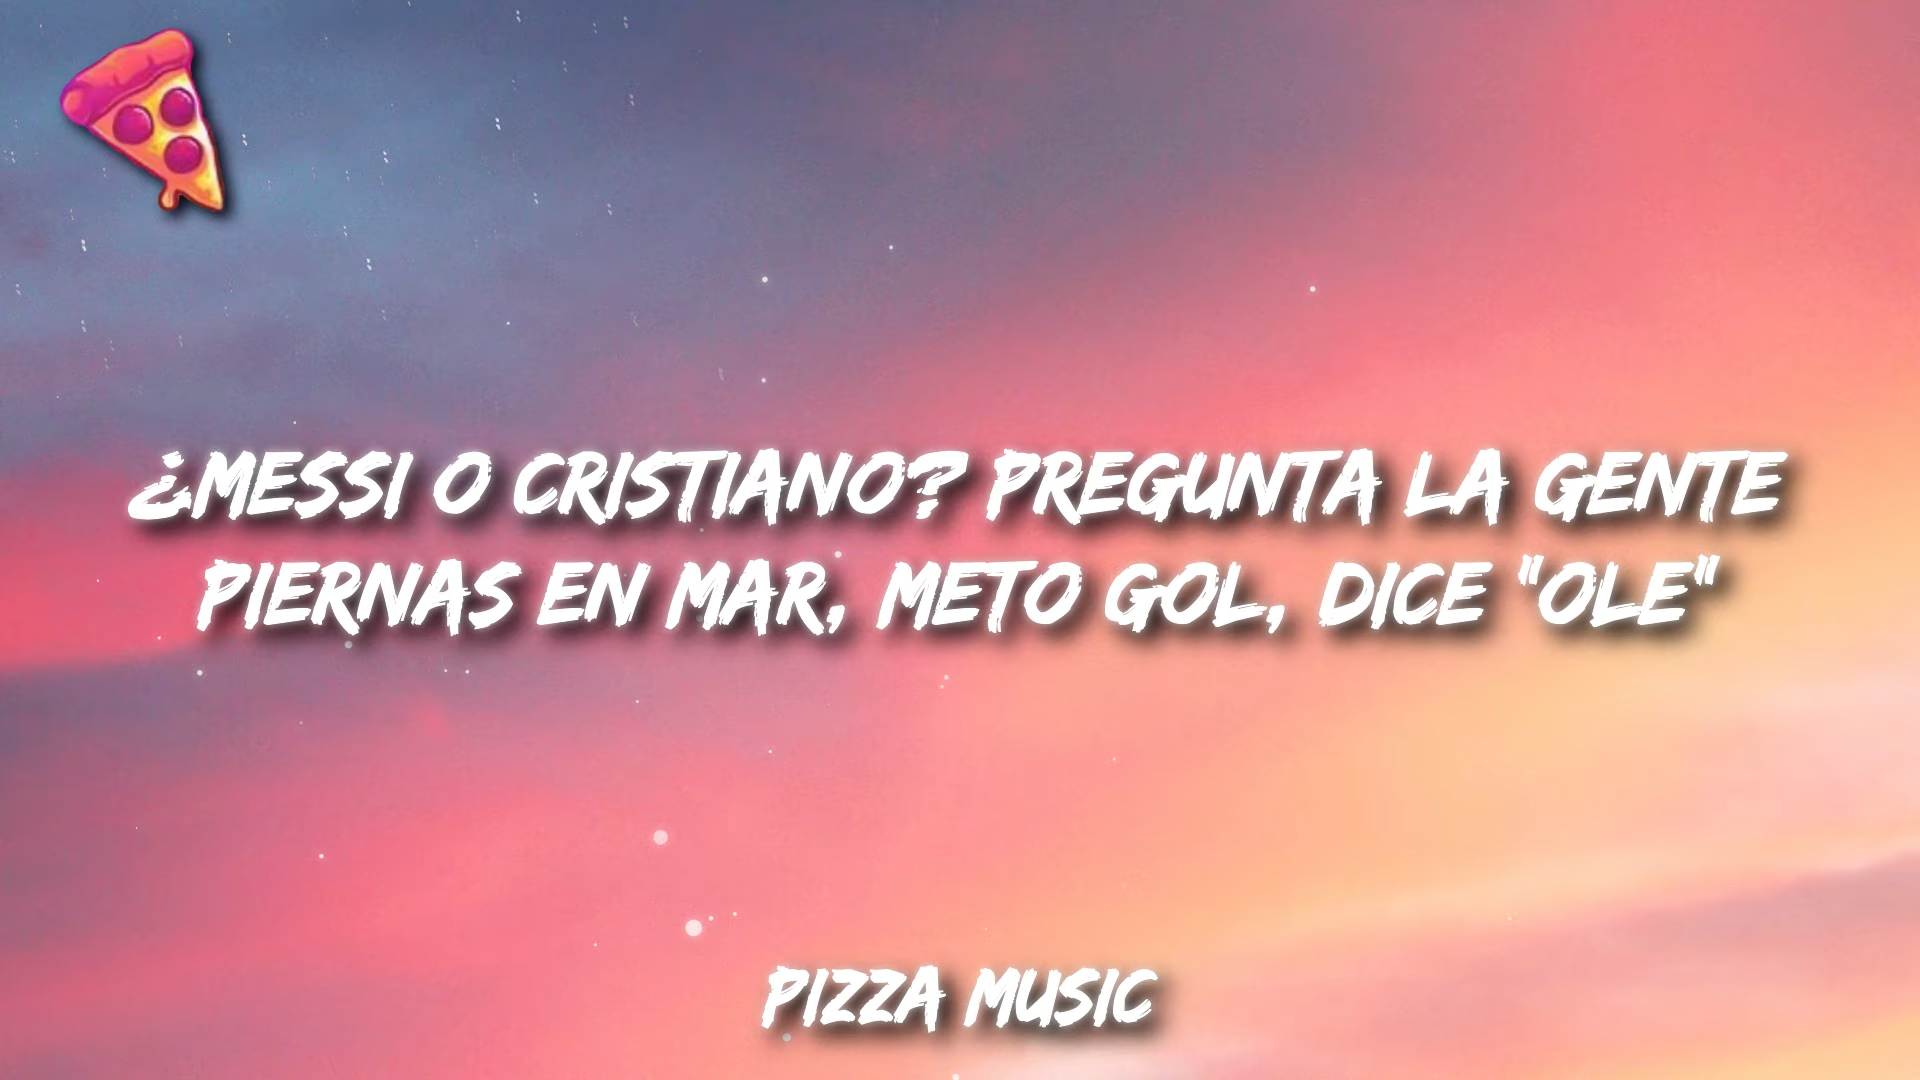 ¿MESSI O CRISTIANO? PREGUNTA LA GENTE
PIERNAS EN MAR, METO GOL, DICE "OLE"
PIZZA MUSIC